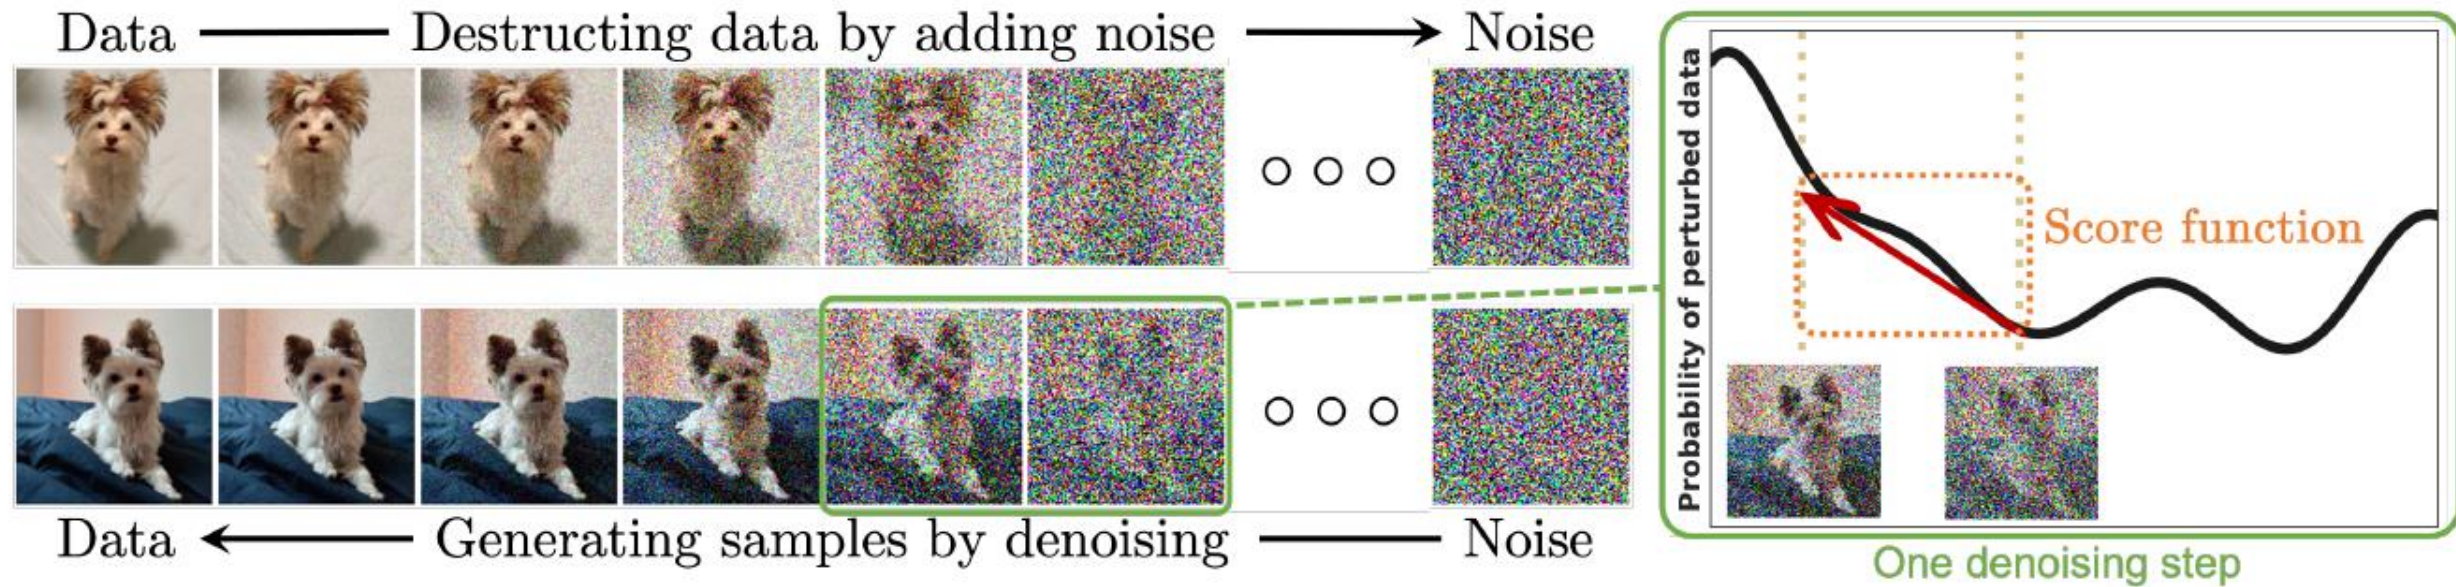 Data
Destructing data by adding noise
Noise
Data
Generating samples by denoising
Noise
Probability of perturbed data
Score function
One denoising step